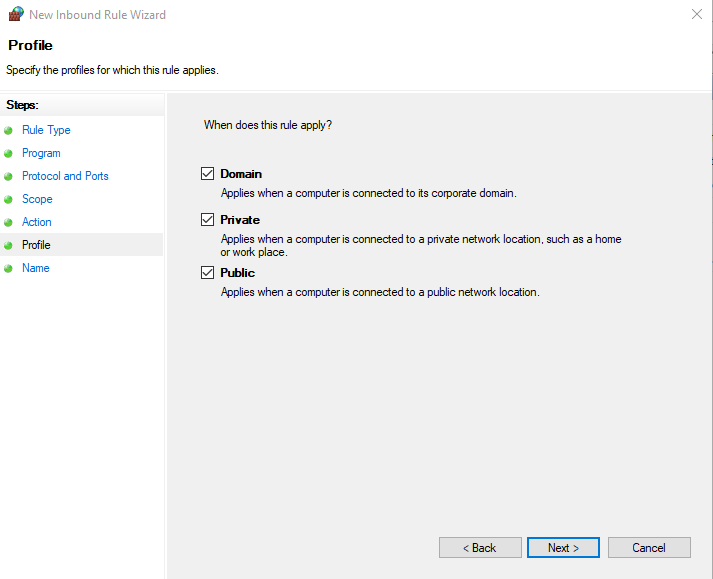 New Inbound Rule Wizard
Profile
Specify the profiles for which this rule applies.
Steps:
Rule Type
Program
Protocol and Ports
Scope
Action
Profile
Name
When does this rule apply?
Domain
Applies when a computer is connected to its corporate domain.
Private
Applies when a computer is connected to a private network location, such as a home
or work place.
Public
Applies when a computer is connected to a public network location.
< Back
Next >
Cancel